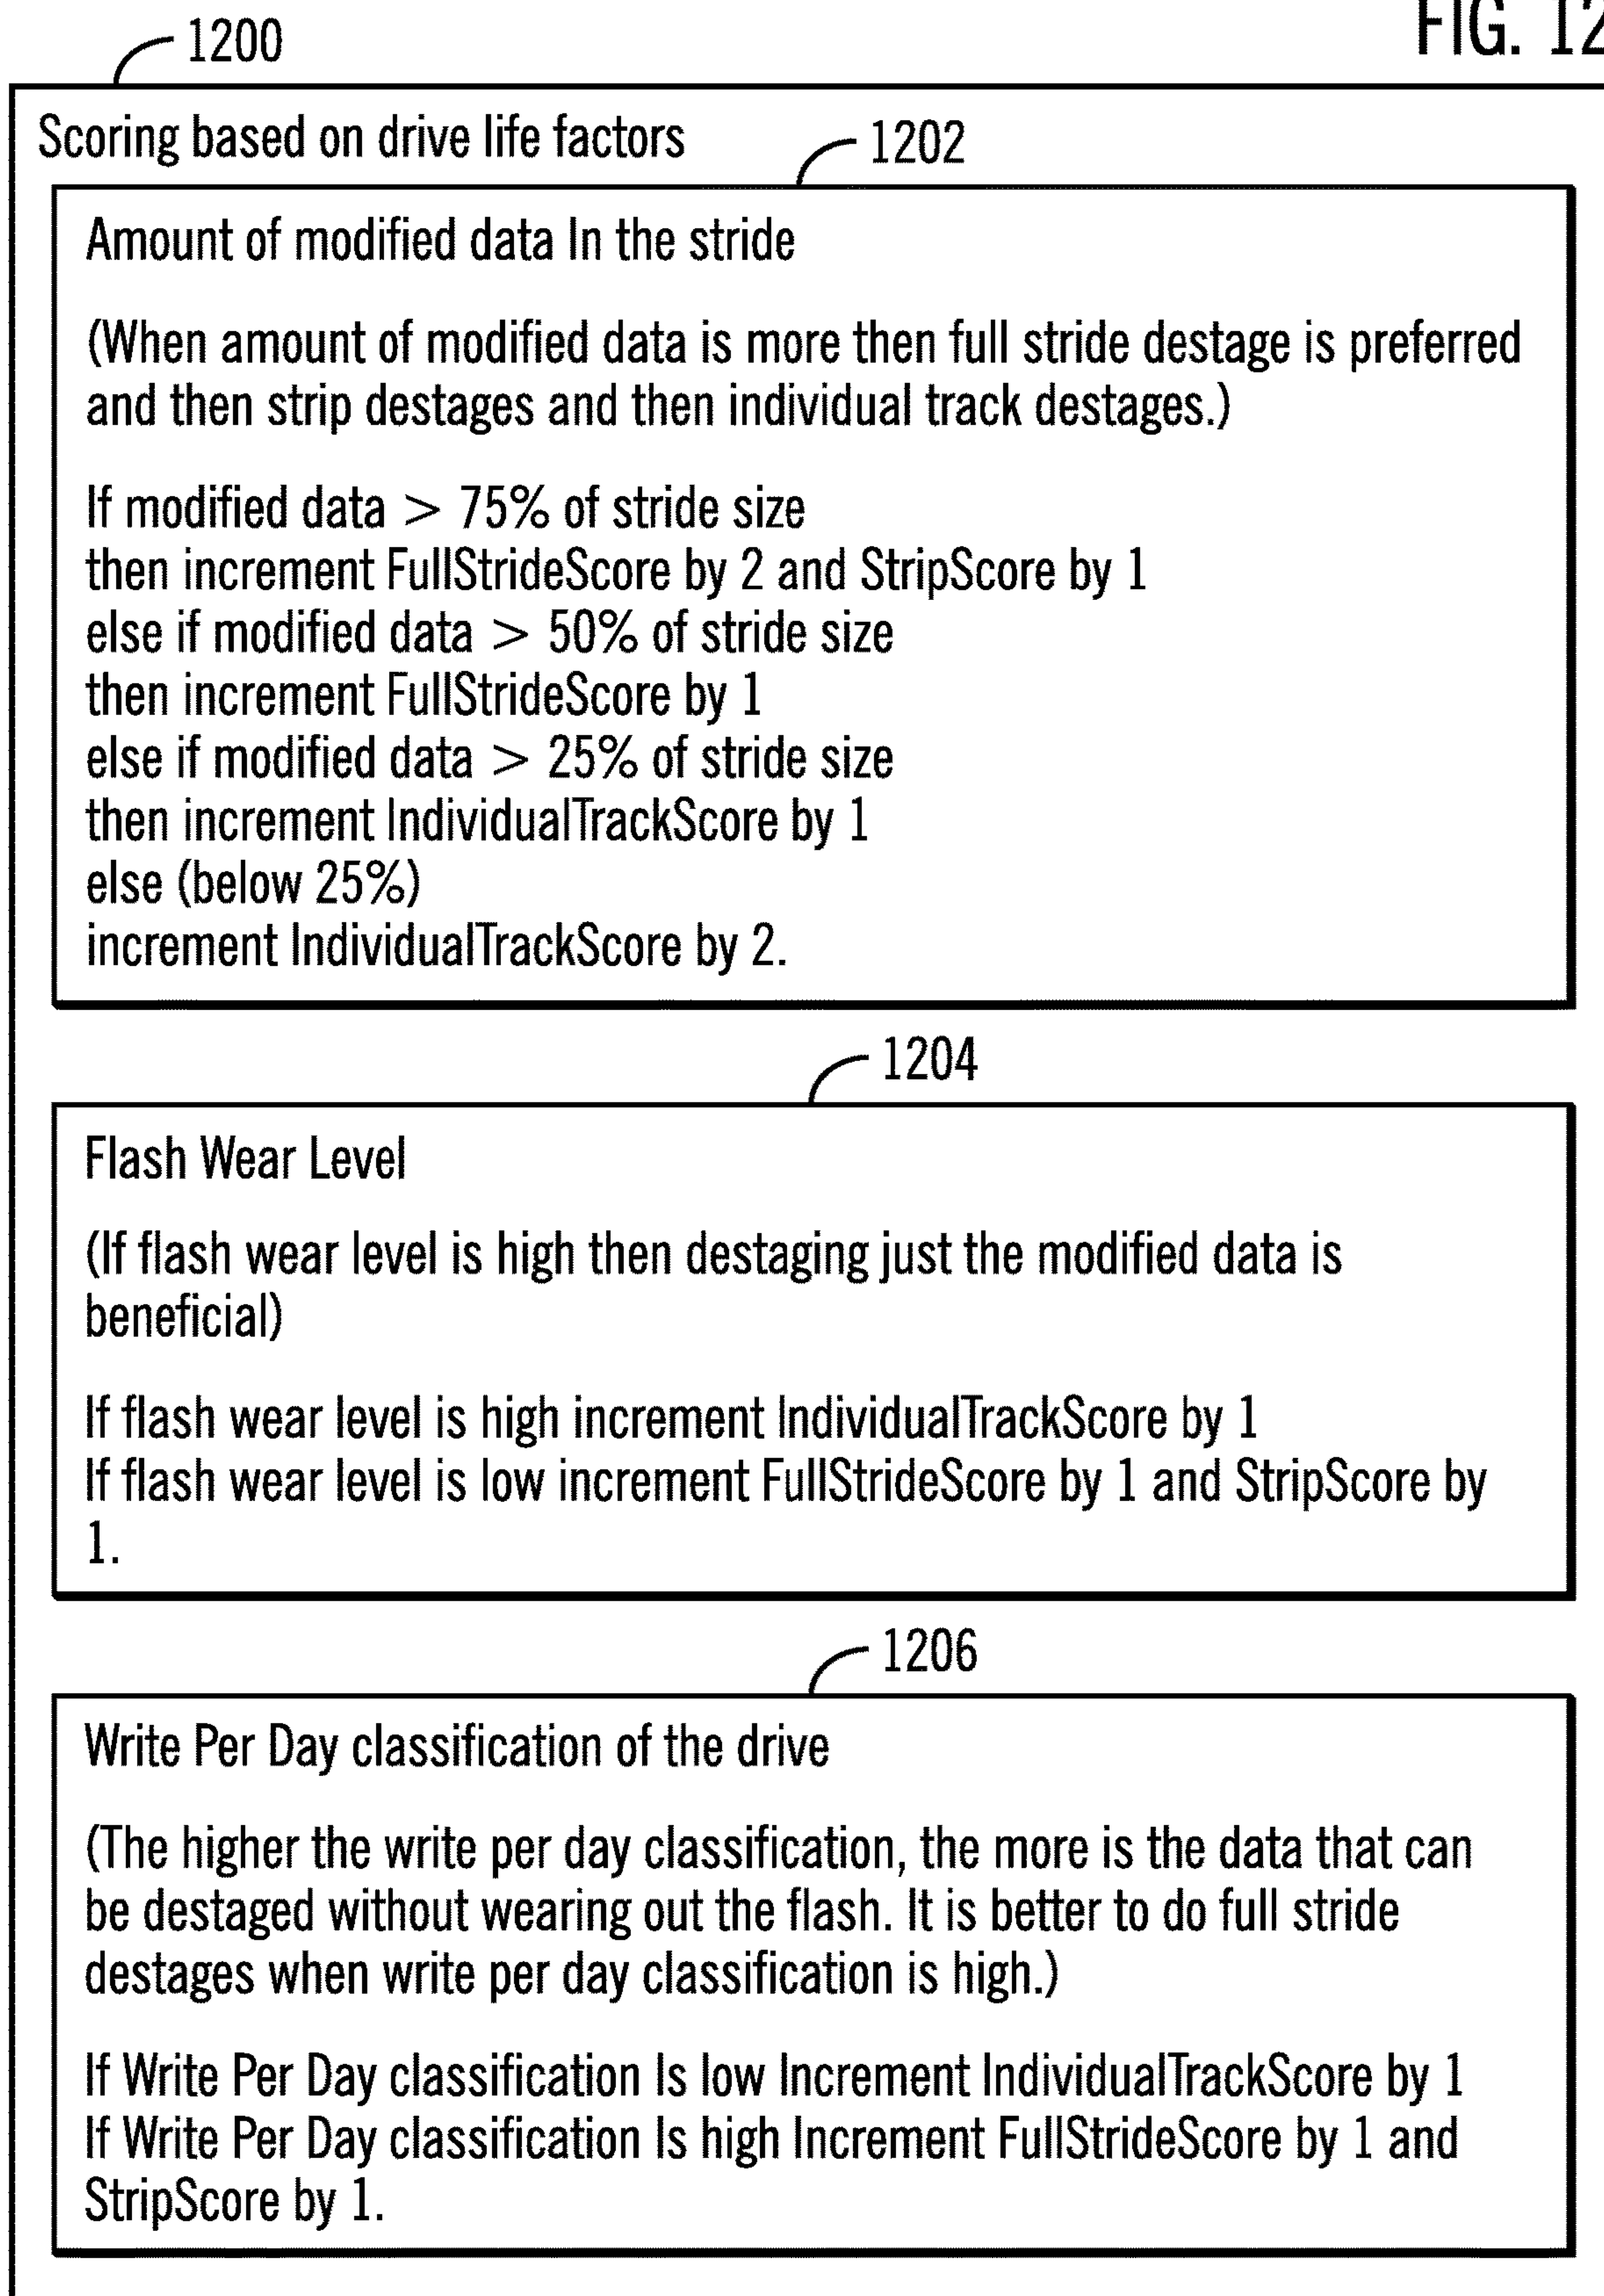 FIG. 12
1200
Scoring based on drive life factors
1202
Amount of modified data In the stride
(When amount of modified data is more then full stride destage is preferred
and then strip destages and then individual track destages.)
If modified data > 75% of stride size
then increment FullStrideScore by 2 and StripScore by 1
else if modified data > 50% of stride size
then increment FullStrideScore by 1
else if modified data > 25% of stride size
then increment IndividualTrackScore by 1
else (below 25%)
increment IndividualTrackScore by 2.
1204
Flash Wear Level
(If flash wear level is high then destaging just the modified data is
beneficial)
If flash wear level is high increment IndividualTrackScore by 1
If flash wear level is low increment FullStrideScore by 1 and StripScore by
1.
1206
Write Per Day classification of the drive
(The higher the write per day classification, the more is the data that can
be destaged without wearing out the flash. It is better to do full stride
destages when write per day classification is high.)
If Write Per Day classification Is low Increment IndividualTrackScore by 1
If Write Per Day classification Is high Increment FullStrideScore by 1 and
StripScore by 1.